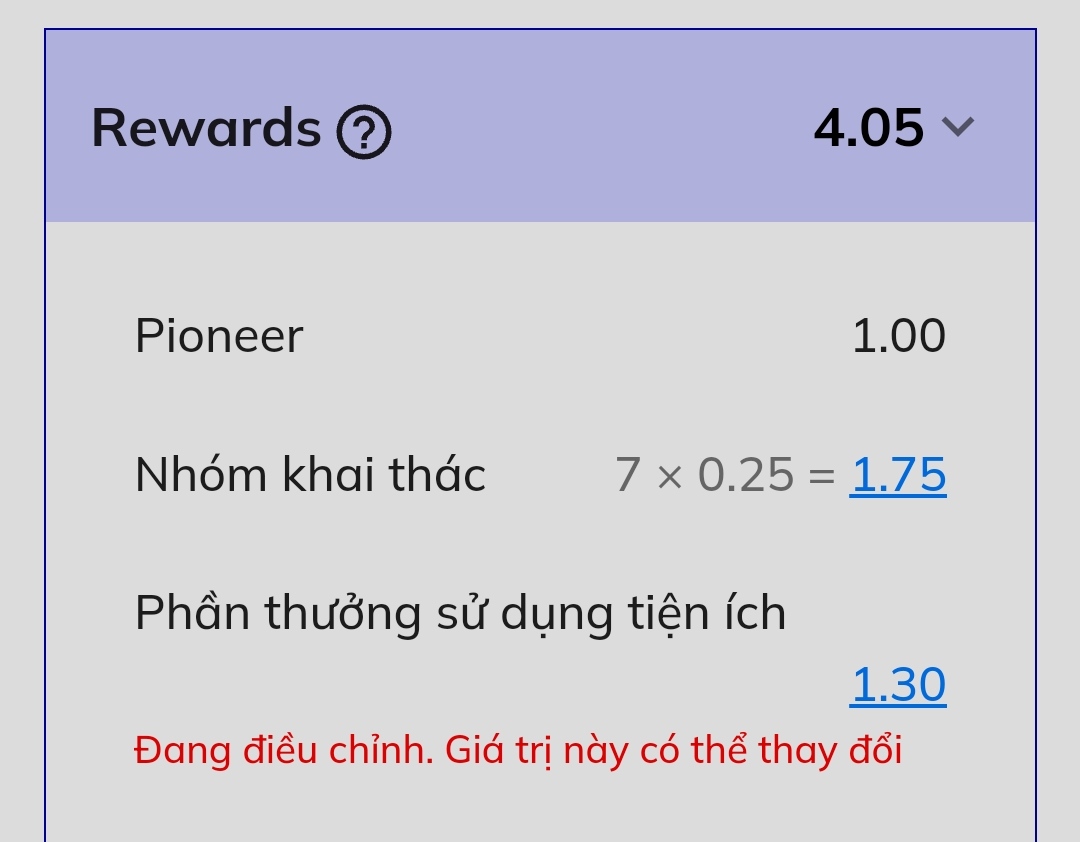 Rewards ? 4.05
Pioneer 1.00
Nhóm khai thác 7 × 0.25 = 1.75
Phần thưởng sử dụng tiện ích
1.30
Đang điều chỉnh. Giá trị này có thể thay đổi